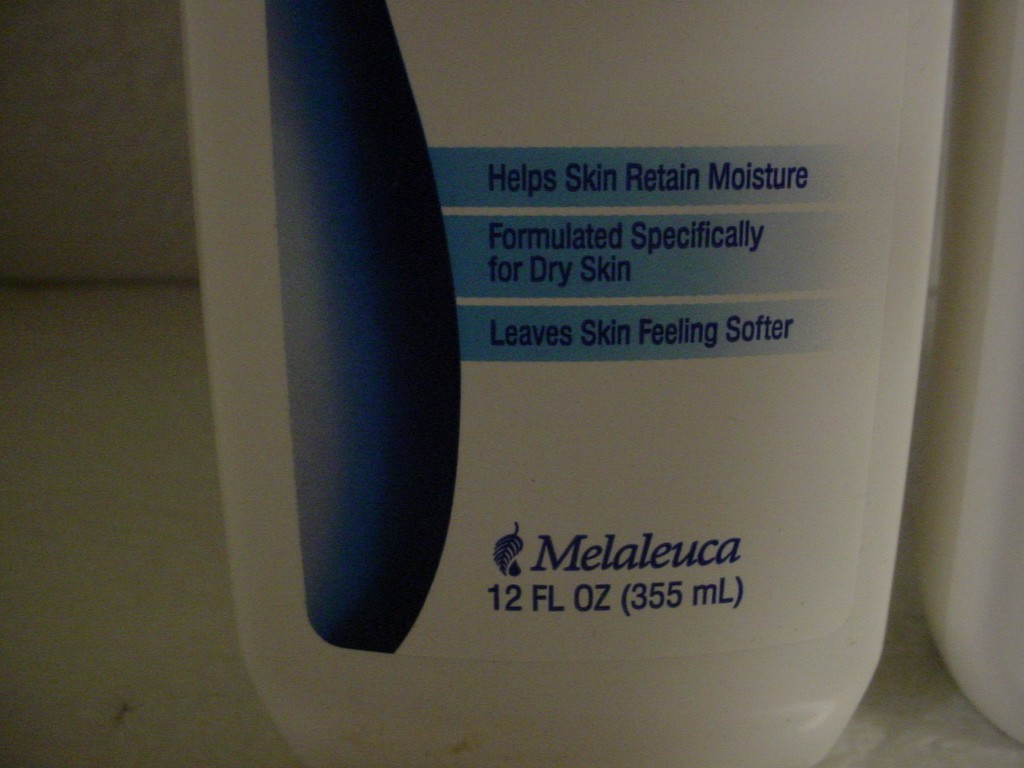 Helps Skin Retain Moisture
Formulated Specifically
for Dry Skin
Leaves Skin Feeling Softer
Melaleuca
12 FL OZ (355 mL)